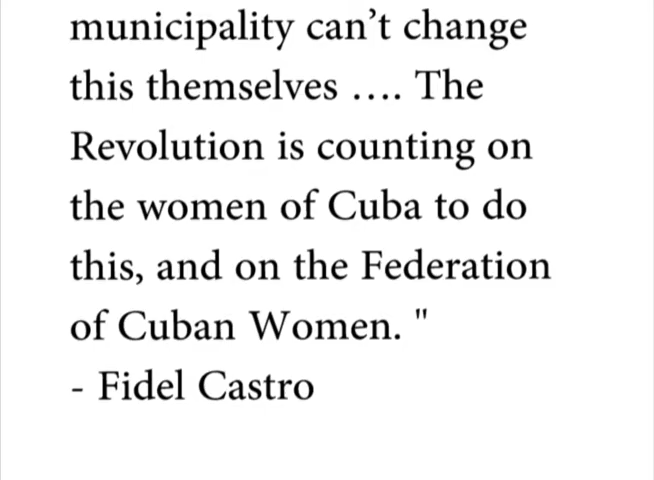 municipality can’t change
this themselves …. The
Revolution is counting on
the women of Cuba to do
this, and on the Federation
of Cuban Women. "
- Fidel Castro